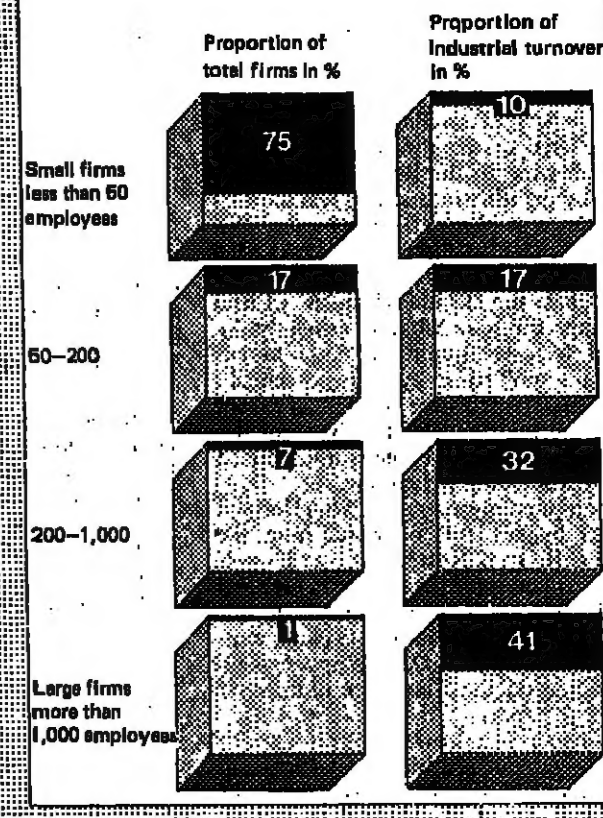 Proportion of
total firms in %
Proportion of
industrial turnover
in %
Small firms
less than 50
employees
75
10
50–200
17
17
200–1,000
7
32
Large firms
more than
1,000 employees
1
41